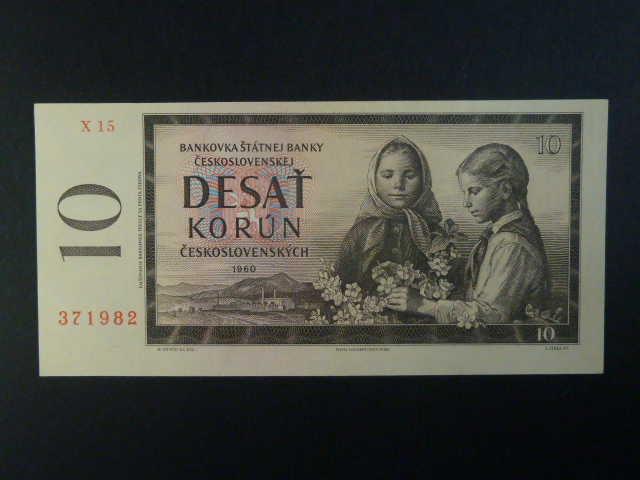 X 15
10
371982
BANKOVKA ŠTÁTNEJ BANKY
ČESKOSLOVENSKEJ
DESAŤ
KORÚN
ČESKOSLOVENSKÝCH
1960
10
10